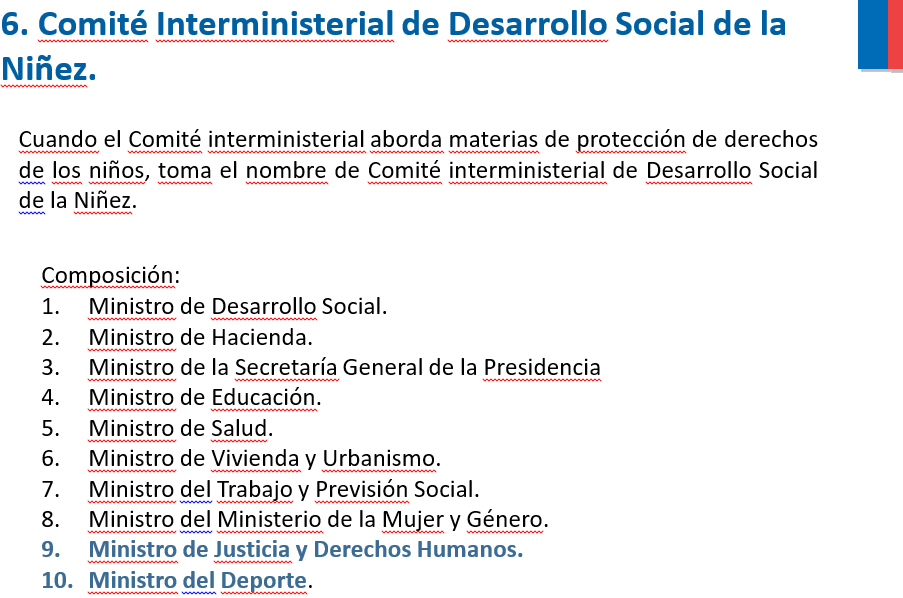 6. Comité Interministerial de Desarrollo Social de la
Niñez.
Cuando el Comité interministerial aborda materias de protección de derechos
de los niños, toma el nombre de Comité interministerial de Desarrollo Social
de la Niñez.
Composición:
1. Ministro de Desarrollo Social.
2. Ministro de Hacienda.
3. Ministro de la Secretaría General de la Presidencia
4. Ministro de Educación.
5. Ministro de Salud.
6. Ministro de Vivienda y Urbanismo.
7. Ministro del Trabajo y Previsión Social.
8. Ministro del Ministerio de la Mujer y Género.
9. Ministro de Justicia y Derechos Humanos.
10. Ministro del Deporte.